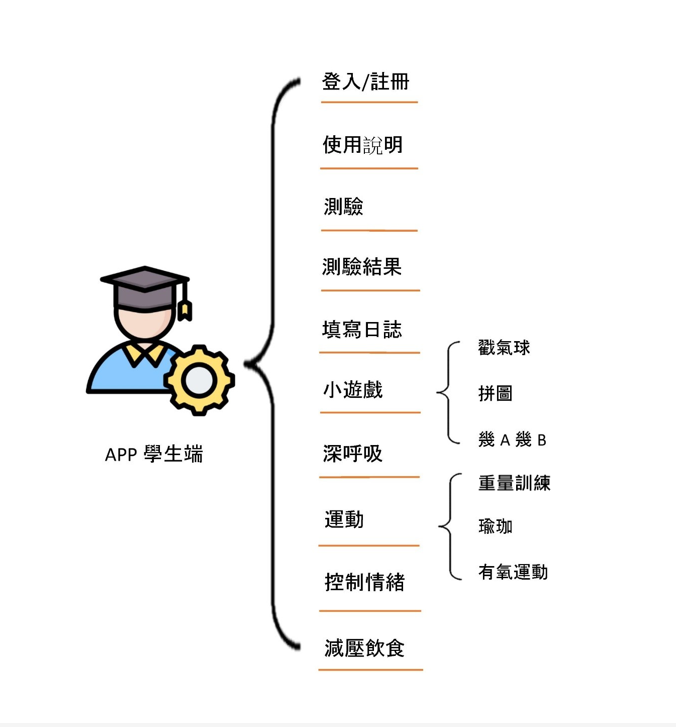 登入/註冊
使用說明
測驗
測驗結果
填寫日誌
小遊戲
戳氣球
拼圖
幾 A 幾 B
深呼吸
運動
重量訓練
瑜珈
有氧運動
控制情緒
減壓飲食
APP 學生端